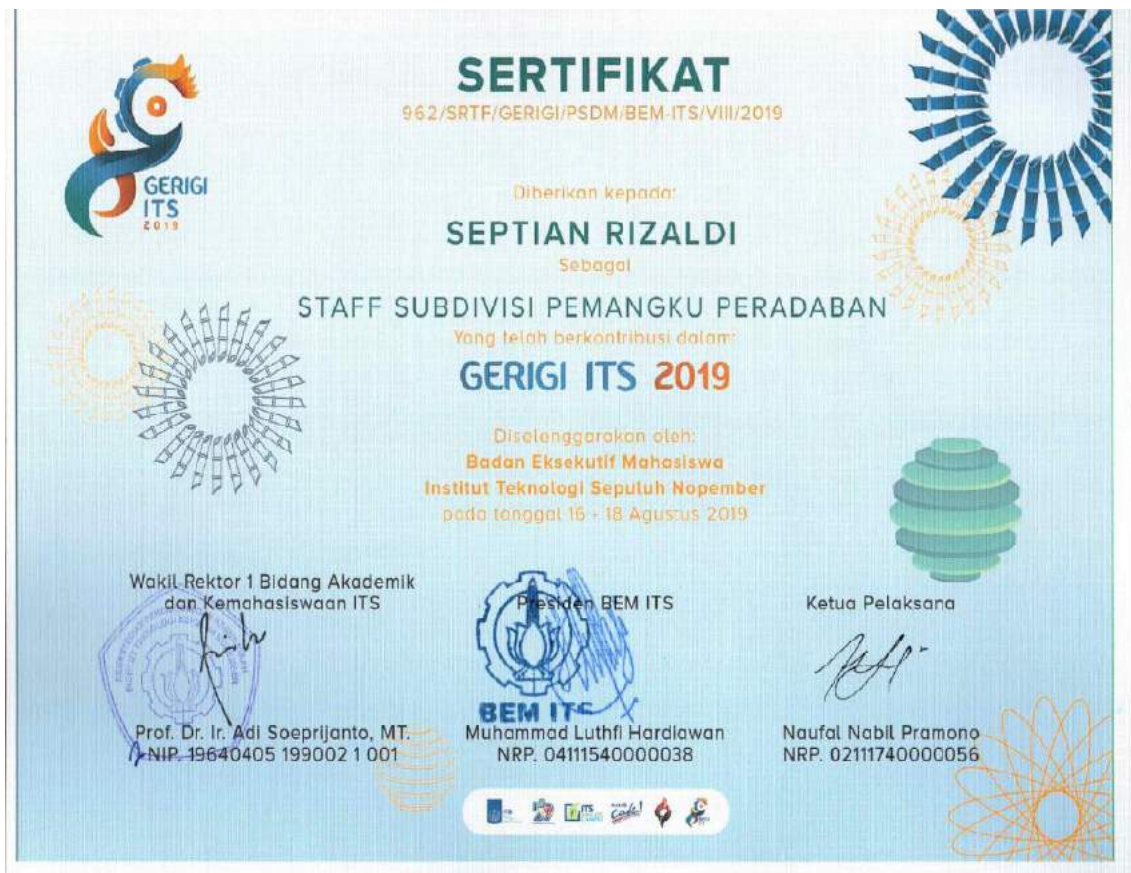 SERTIFIKAT
962/SRTF/GERIGI/PSDM/BEM-ITS/VIII/2019
GERIGI
ITS
2019
Diberikan kepada:
SEPTIAN RIZALDI
Sebagai
STAFF SUBDIVISI PEMANGKU PERADABAN
Yang telah berkontribusi dalam:
GERIGI ITS 2019
Diselenggarakan oleh:
Badan Eksekutif Mahasiswa
Institut Teknologi Sepuluh Nopember
pada tanggal 16 - 18 Agustus 2019
Wakil Rektor 1 Bidang Akademik
dan Kemahasiswaan ITS
Prof. Dr. Ir. Adi Soeprijanto, MT.
NIP. 19640405 199002 1 001
Presiden BEM ITS
BEM ITS
Muhammad Luthfi Hardiawan
NRP. 04111540000038
Ketua Pelaksana
Naufal Nabil Pramono
NRP. 02111740000056